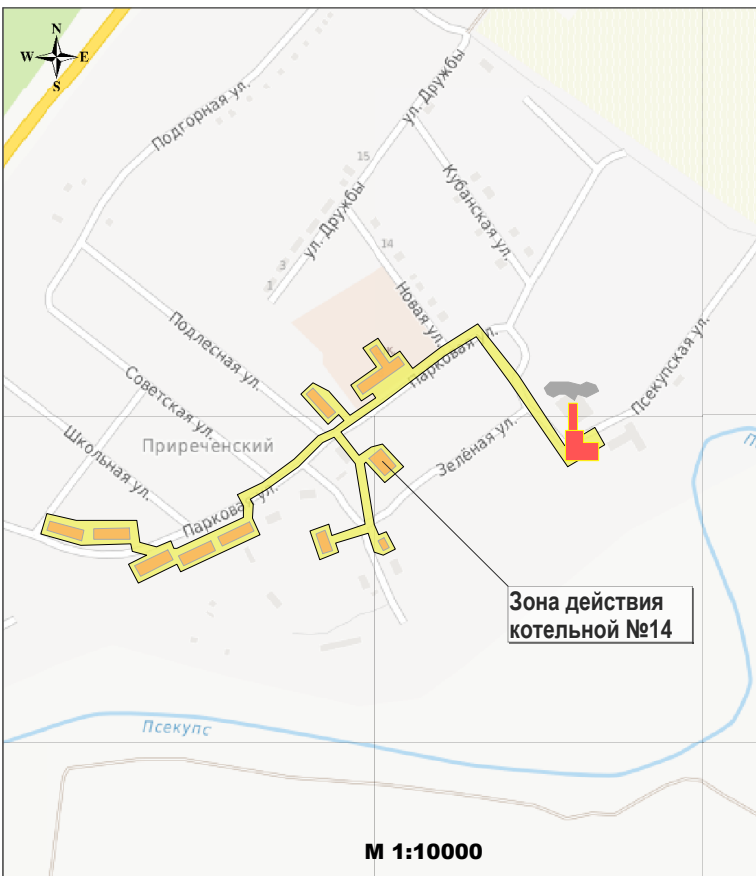 N
W E
S
Подгорная ул.
ул. Дружбы
15
Кубанская ул.
ул. Дружбы
14
3
1
Новая ул.
Подлесная ул.
Парковая ул.
Псекупская ул.
Советская ул.
Школьная ул.
Приреченский
Зелёная ул.
Парковая ул.
Зона действия
котельной №14
Псекупс
М 1:10000